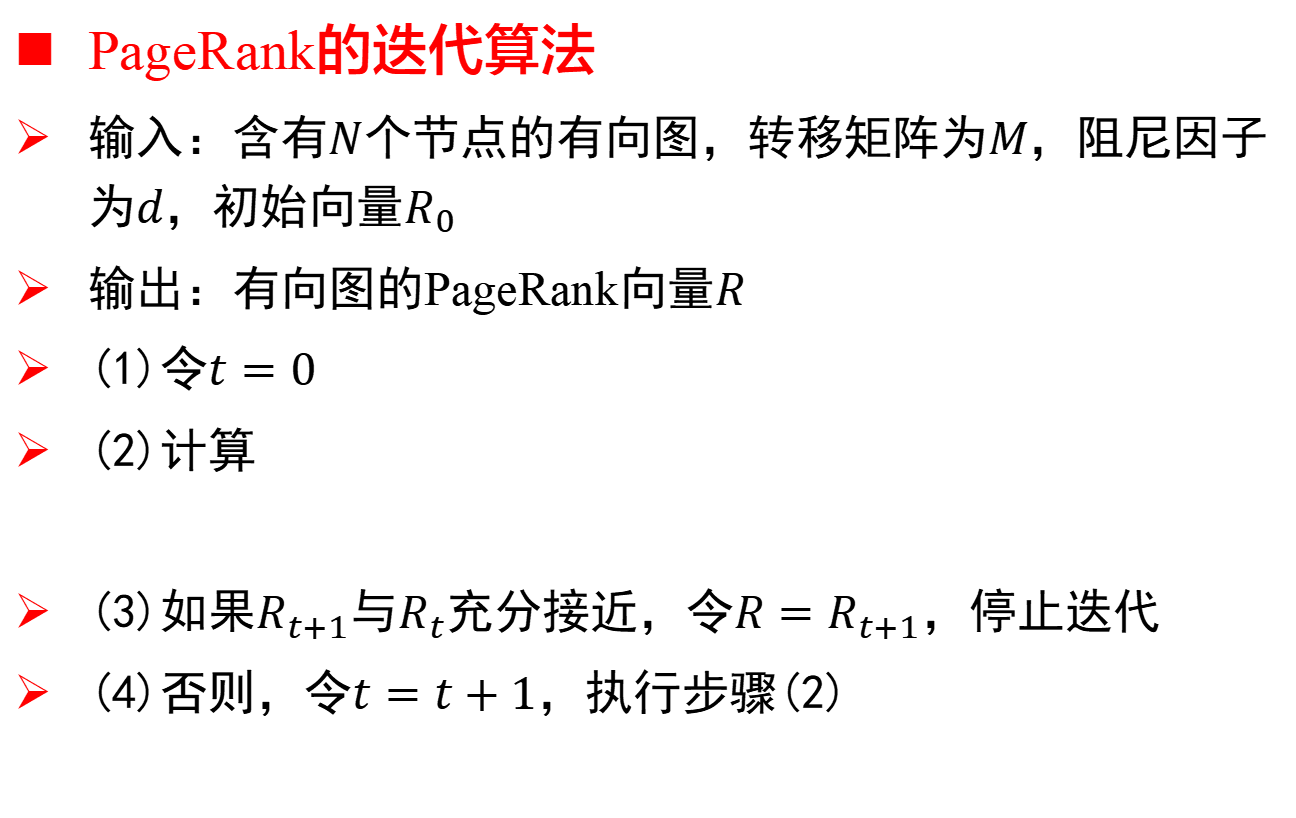 ■ PageRank的迭代算法
➢ 输入：含有𝑁个节点的有向图，转移矩阵为𝑀，阻尼因子
为𝑑，初始向量𝑅₀
➢ 输出：有向图的PageRank向量𝑅
➢ (1)令𝑡 = 0
➢ (2)计算
➢ (3)如果𝑅ₜ₊₁与𝑅ₜ充分接近，令𝑅 = 𝑅ₜ₊₁，停止迭代
➢ (4)否则，令𝑡 = 𝑡 + 1，执行步骤(2)